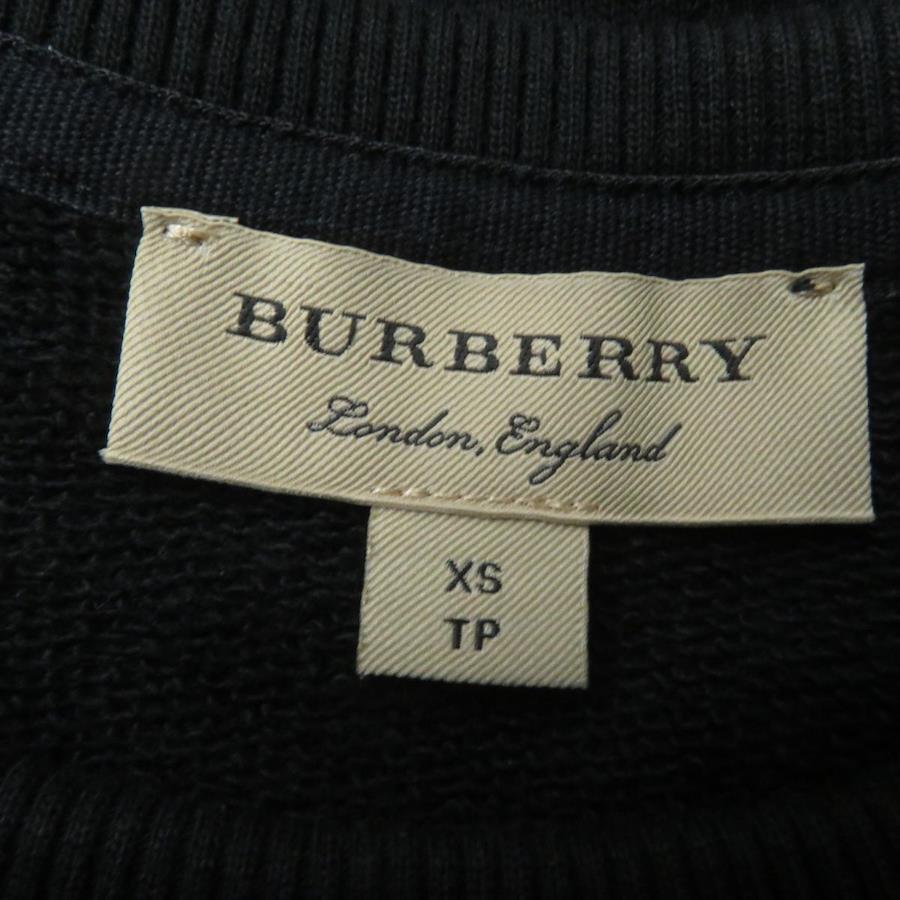 BURBERRY
London, England
XS
TP